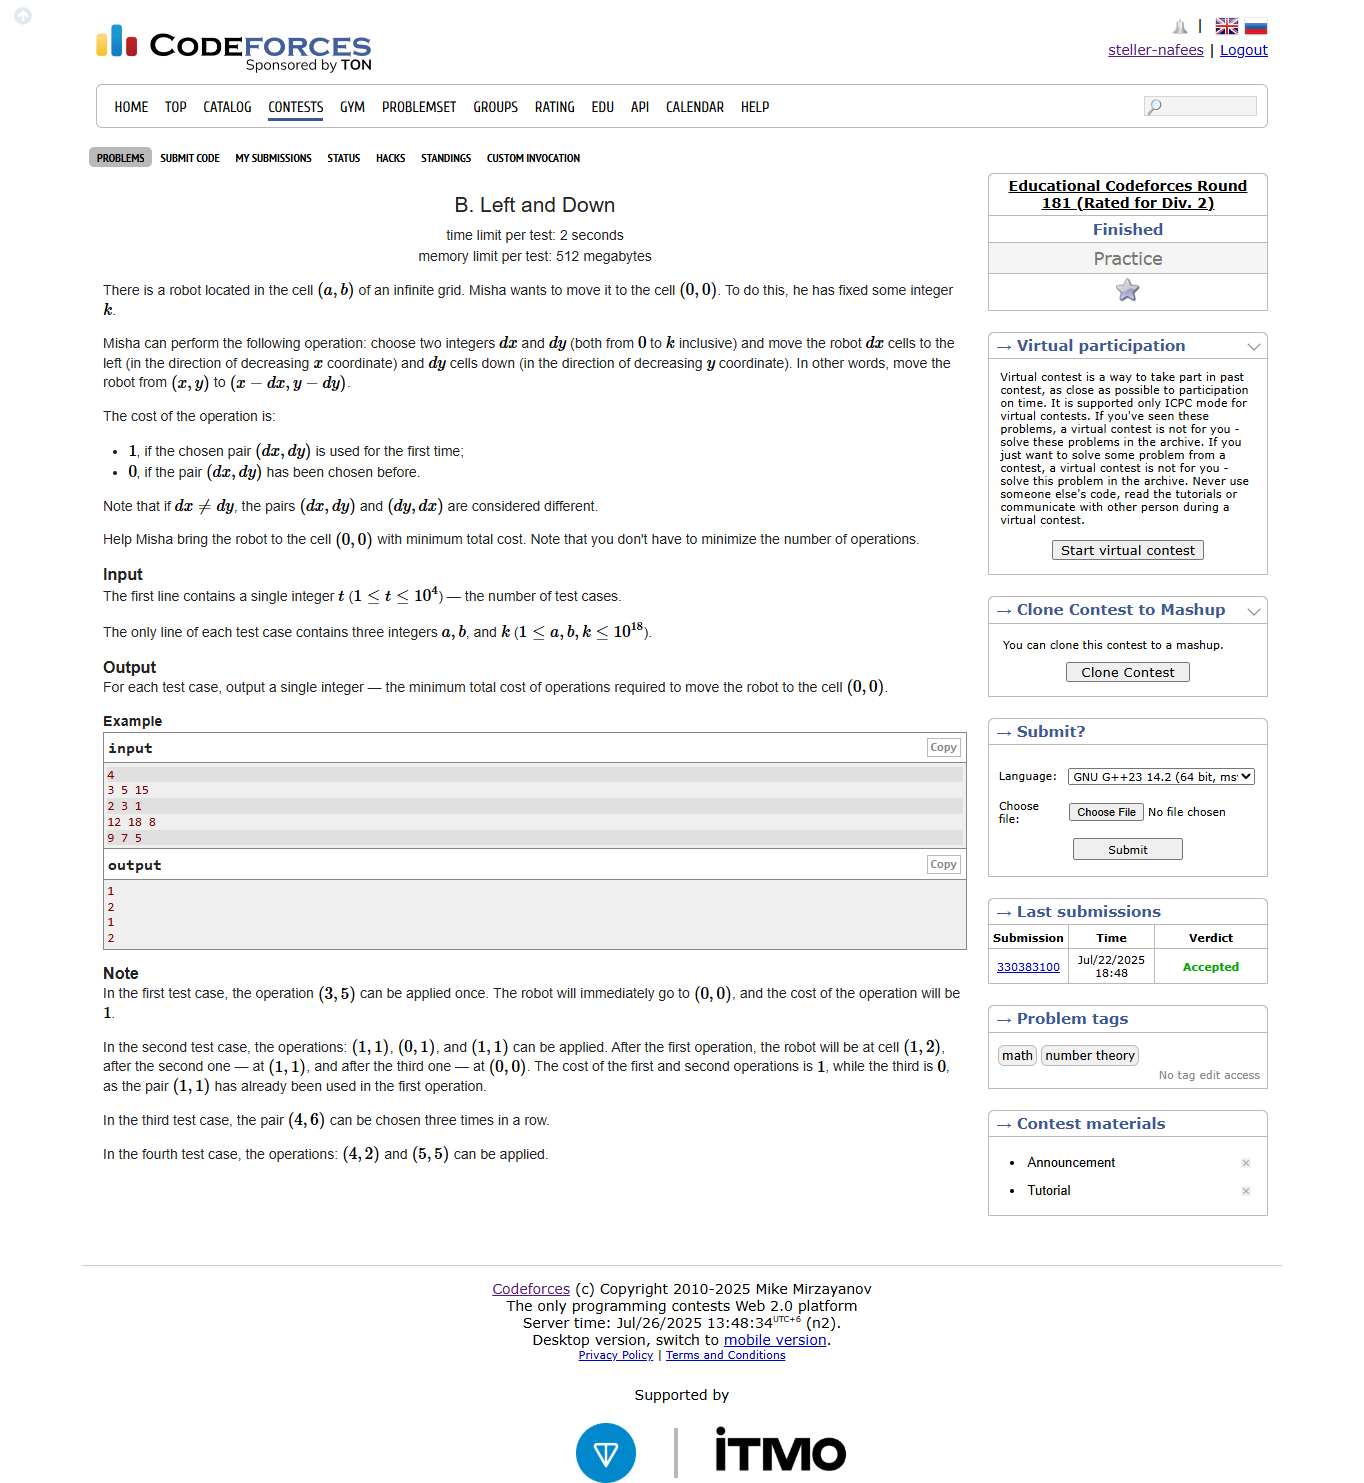 CODEFORCES
Sponsored by TON
|
steller-nafees | Logout
HOME TOP CATALOG CONTESTS GYM PROBLEMSET GROUPS RATING EDU API CALENDAR HELP
PROBLEMS SUBMIT CODE MY SUBMISSIONS STATUS HACKS STANDINGS CUSTOM INVOCATION
B. Left and Down
time limit per test: 2 seconds
memory limit per test: 512 megabytes
There is a robot located in the cell (a, b) of an infinite grid. Misha wants to move it to the cell (0, 0). To do this, he has fixed some integer
k.
Misha can perform the following operation: choose two integers dx and dy (both from 0 to k inclusive) and move the robot dx cells to the
left (in the direction of decreasing x coordinate) and dy cells down (in the direction of decreasing y coordinate). In other words, move the
robot from (x, y) to (x − dx, y − dy).
The cost of the operation is:
• 1, if the chosen pair (dx, dy) is used for the first time;
• 0, if the pair (dx, dy) has been chosen before.
Note that if dx ≠ dy, the pairs (dx, dy) and (dy, dx) are considered different.
Help Misha bring the robot to the cell (0, 0) with minimum total cost. Note that you don't have to minimize the number of operations.
Input
The first line contains a single integer t (1 ≤ t ≤ 10⁴) — the number of test cases.
The only line of each test case contains three integers a, b, and k (1 ≤ a, b, k ≤ 10¹⁸).
Output
For each test case, output a single integer — the minimum total cost of operations required to move the robot to the cell (0, 0).
Example
input
Copy
4
3 5 15
2 3 1
12 18 8
9 7 5
output
Copy
1
2
1
2
Note
In the first test case, the operation (3, 5) can be applied once. The robot will immediately go to (0, 0), and the cost of the operation will be
1.
In the second test case, the operations: (1, 1), (0, 1), and (1, 1) can be applied. After the first operation, the robot will be at cell (1, 2),
after the second one — at (1, 1), and after the third one — at (0, 0). The cost of the first and second operations is 1, while the third is 0,
as the pair (1, 1) has already been used in the first operation.
In the third test case, the pair (4, 6) can be chosen three times in a row.
In the fourth test case, the operations: (4, 2) and (5, 5) can be applied.
Educational Codeforces Round
181 (Rated for Div. 2)
Finished
Practice
→ Virtual participation
Virtual contest is a way to take part in past
contest, as close as possible to participation
on time. It is supported only ICPC mode for
virtual contests. If you've seen these
problems, a virtual contest is not for you -
solve these problems in the archive. If you
just want to solve some problem from a
contest, a virtual contest is not for you -
solve this problem in the archive. Never use
someone else's code, read the tutorials or
communicate with other person during a
virtual contest.
Start virtual contest
→ Clone Contest to Mashup
You can clone this contest to a mashup.
Clone Contest
→ Submit?
Language: GNU G++23 14.2 (64 bit, ms
Choose
file:
Choose File No file chosen
Submit
→ Last submissions
Submission Time Verdict
330383100 Jul/22/2025
18:48
Accepted
→ Problem tags
math number theory
No tag edit access
→ Contest materials
• Announcement
• Tutorial
Codeforces (c) Copyright 2010-2025 Mike Mirzayanov
The only programming contests Web 2.0 platform
Server time: Jul/26/2025 13:48:34 UTC+6 (n2).
Desktop version, switch to mobile version.
Privacy Policy | Terms and Conditions
Supported by
iTMO